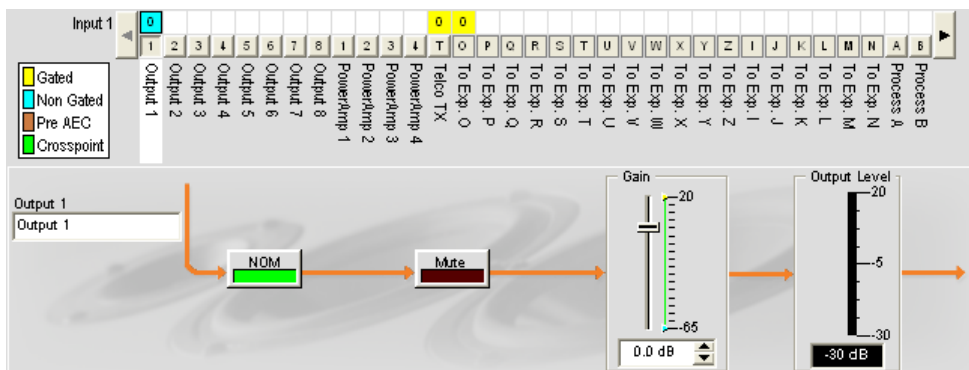 Input 1
0 0 0
1 2 3 4 5 6 7 8 1 2 3 4 T O P Q R S T U V W X Y Z I J K L M N A B
Output 1
Output 2
Output 3
Output 4
Output 5
Output 6
Output 7
Output 8
PowerAmp 1
PowerAmp 2
PowerAmp 3
PowerAmp 4
Telco TX
To Exp. O
To Exp. P
To Exp. Q
To Exp. R
To Exp. S
To Exp. T
To Exp. U
To Exp. V
To Exp. W
To Exp. X
To Exp. Y
To Exp. Z
To Exp. I
To Exp. J
To Exp. K
To Exp. L
To Exp. M
To Exp. N
Process A
Process B
Gated
Non Gated
Pre AEC
Crosspoint
Output 1
Output 1
NOM
Mute
Gain
20
-65
0.0 dB
Output Level
20
-5
-30
-30 dB